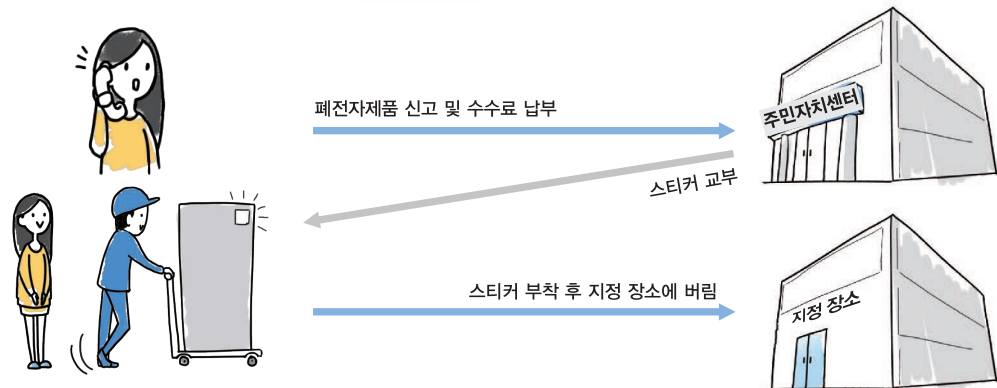 폐전자제품 신고 및 수수료 납부
주민자치센터
스티커 교부
스티커 부착 후 지정 장소에 버림
지정 장소